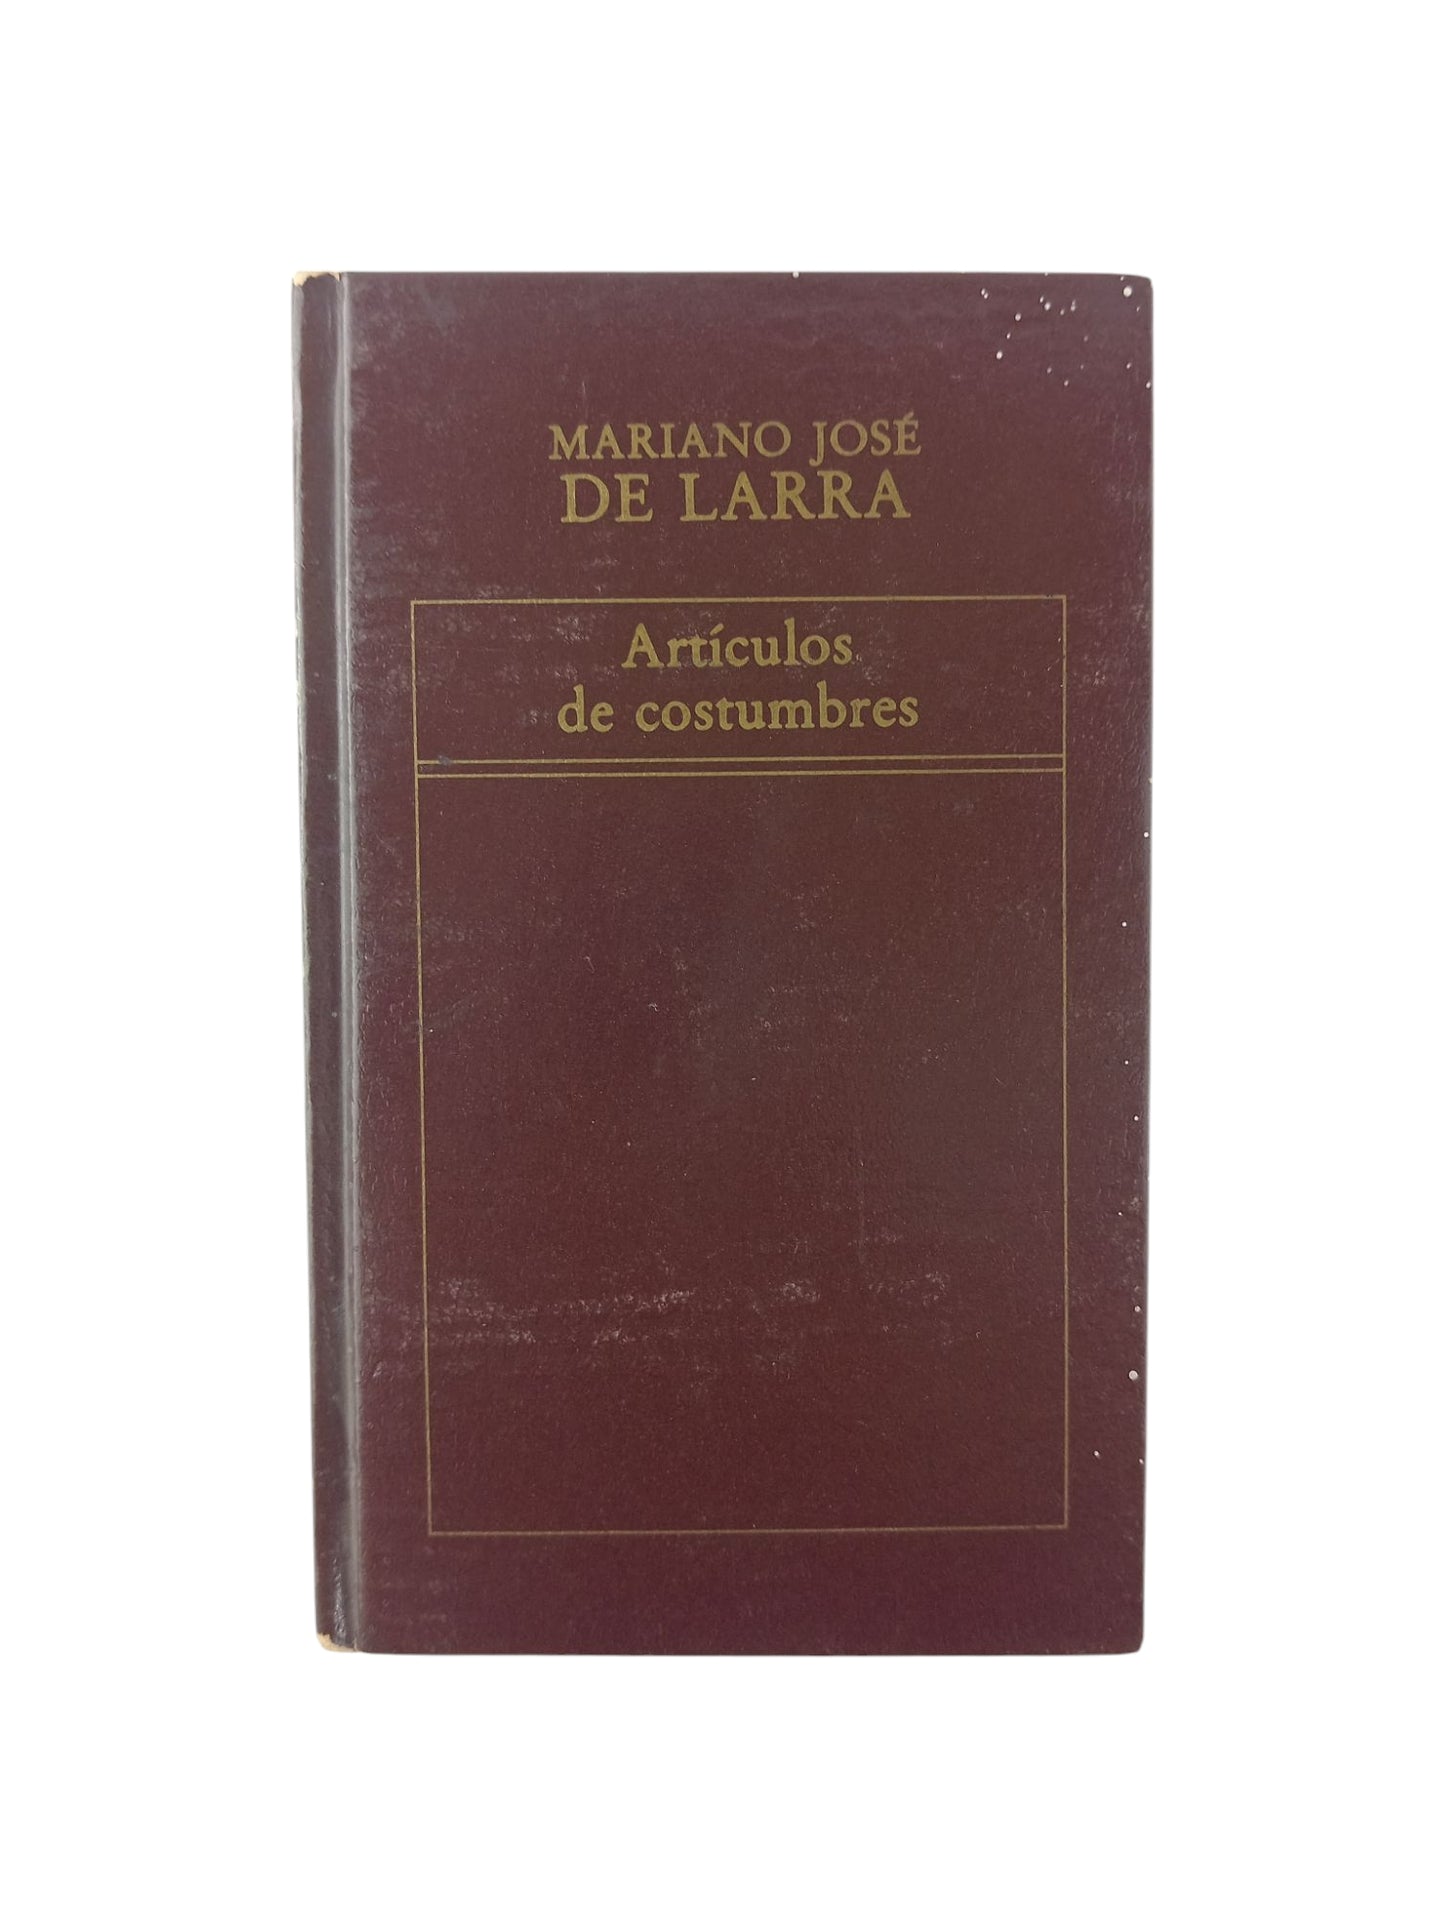 MARIANO JOSÉ
DE LARRA
Artículos
de costumbres